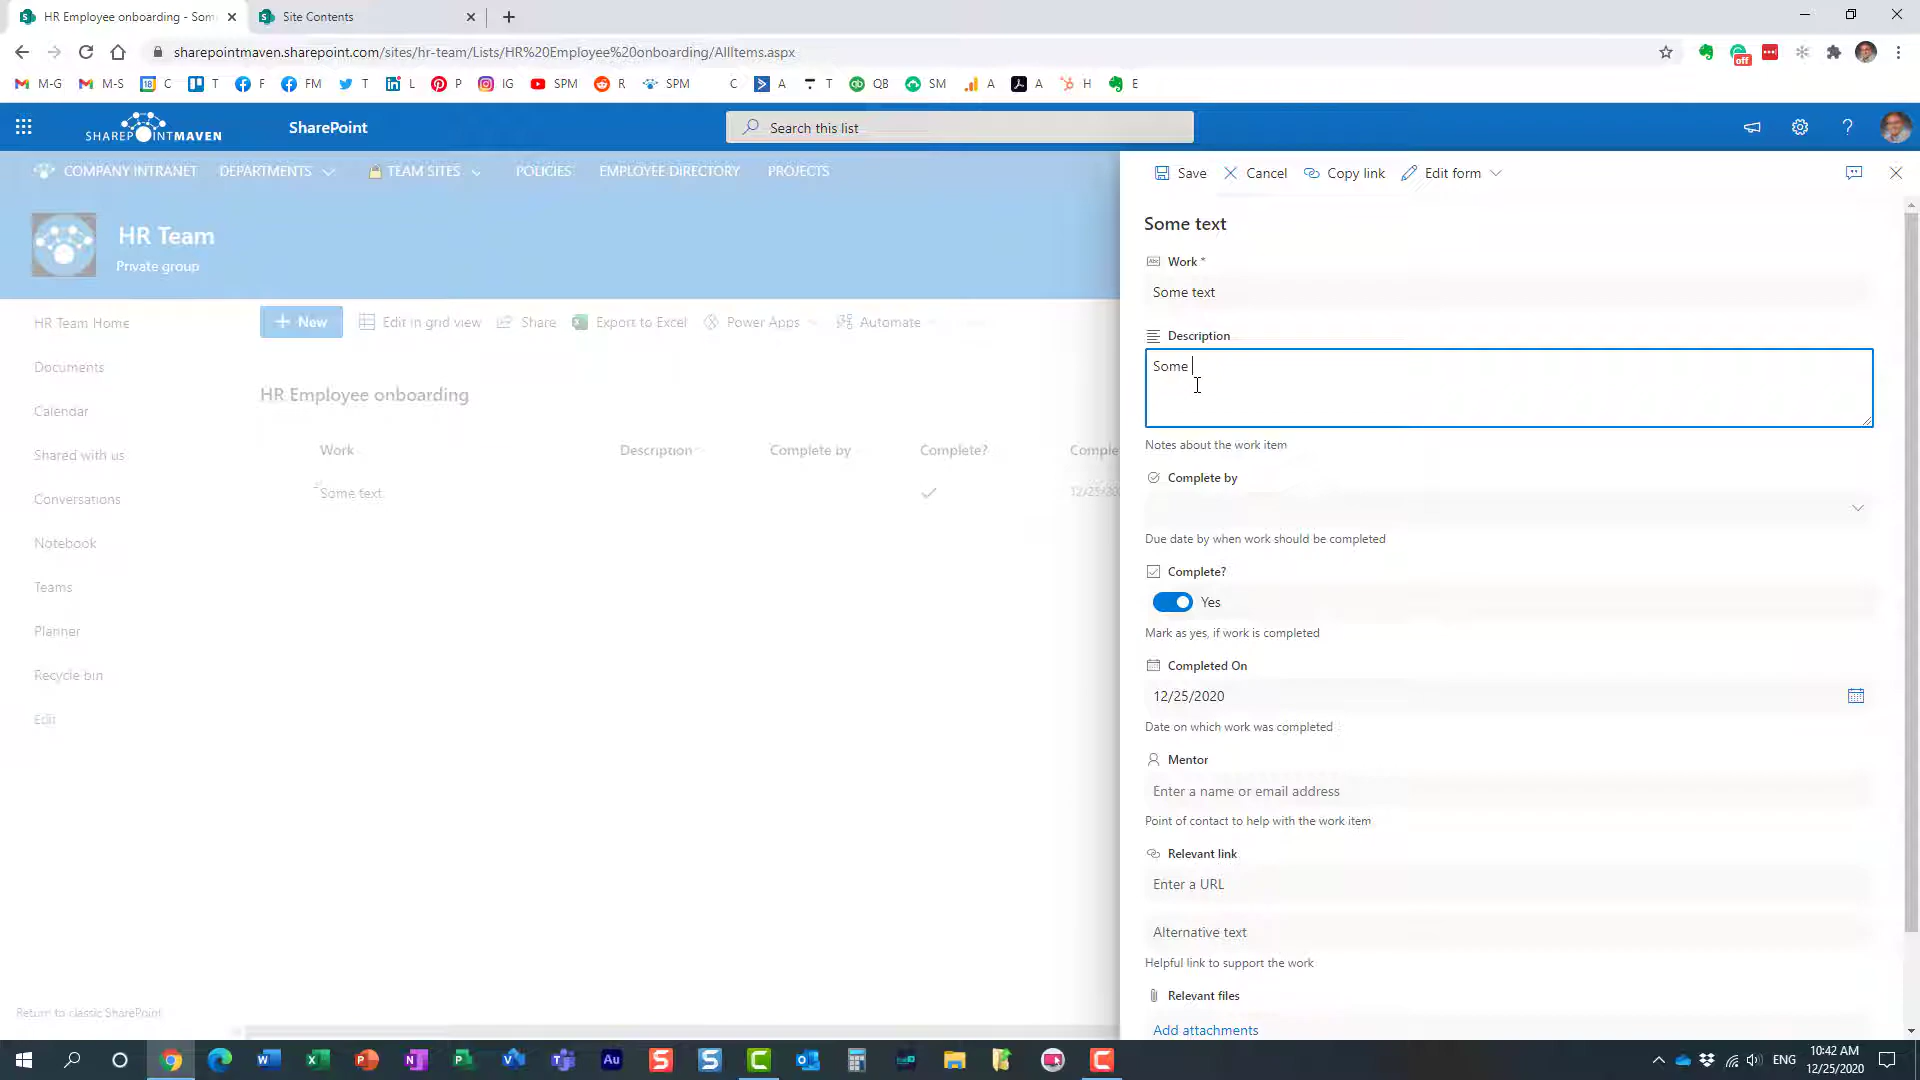 HR Employee onboarding - Som
Site Contents
sharepointmaven.sharepoint.com/sites/hr-team/Lists/HR%20Employee%20onboarding/AllItems.aspx
M-G M-S C T F FM T L P IG SPM R SPM C A T QB SM A A H E
SHAREPOINTMAVEN
SharePoint
Search this list
COMPANY INTRANET DEPARTMENTS TEAM SITES POLICIES EMPLOYEE DIRECTORY PROJECTS
HR Team
Private group
HR Team Home
Documents
Calendar
Shared with us
Conversations
Notebook
Teams
Planner
Recycle bin
Edit
Return to classic SharePoint
New Edit in grid view Share Export to Excel Power Apps Automate
HR Employee onboarding
Work Description Complete by Complete? Comple
Some text 12/25/20
Save Cancel Copy link Edit form
Some text
Work *
Some text
Description
Some
Notes about the work item
Complete by
Due date by when work should be completed
Complete?
Yes
Mark as yes, if work is completed
Completed On
12/25/2020
Date on which work was completed
Mentor
Enter a name or email address
Point of contact to help with the work item
Relevant link
Enter a URL
Alternative text
Helpful link to support the work
Relevant files
Add attachments
ENG
10:42 AM
12/25/2020